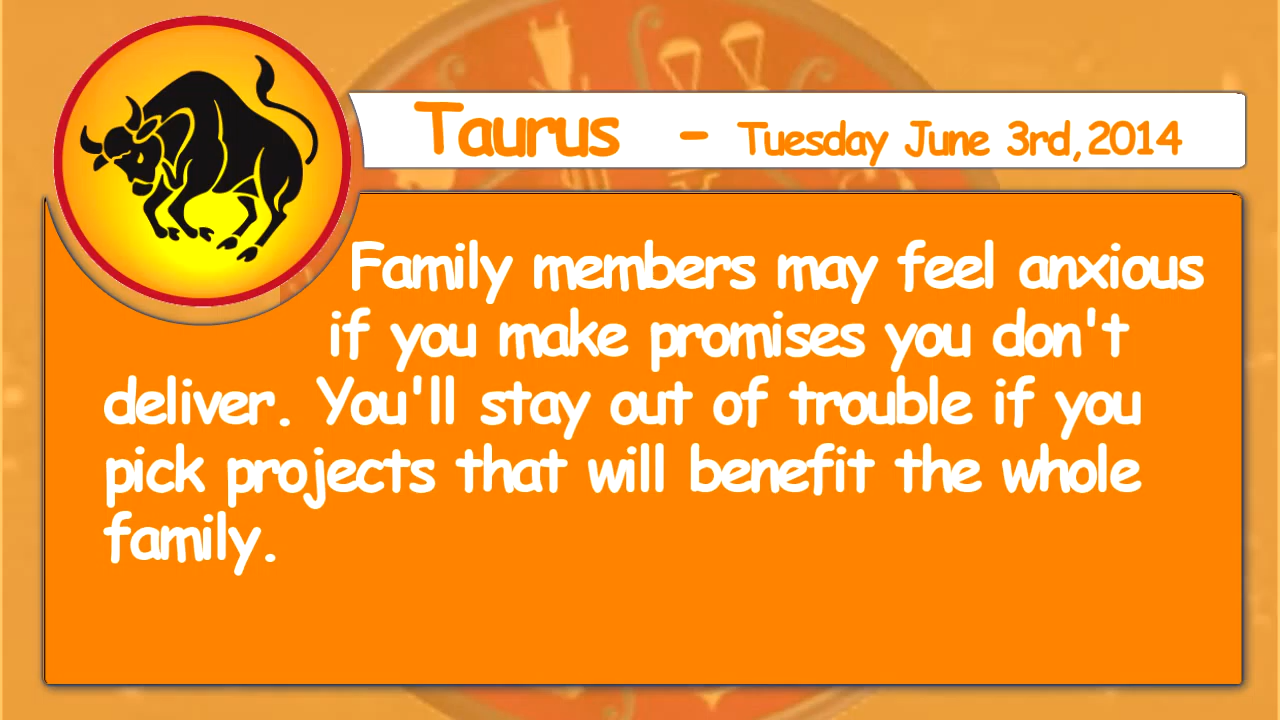 Taurus - Tuesday June 3rd,2014
Family members may feel anxious
if you make promises you don't
deliver. You'll stay out of trouble if you
pick projects that will benefit the whole
family.